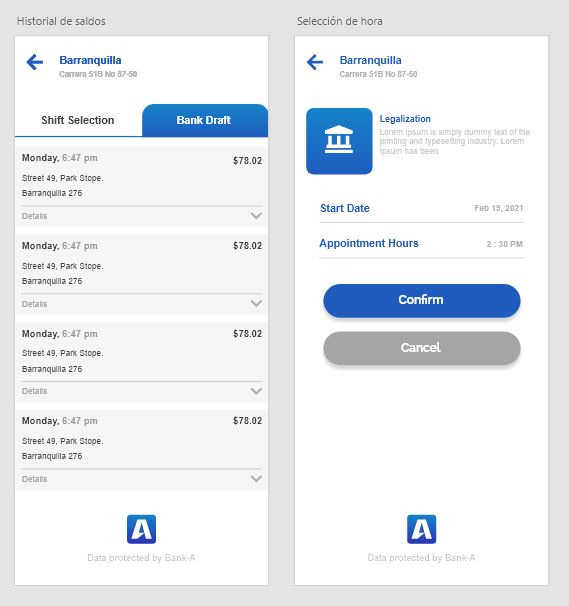 Historial de saldos
Barranquilla
Carrera 51B No 87-50
Shift Selection
Bank Draft
Monday, 6:47 pm
$78.02
Street 49, Park Stope.
Barranquilla 276
Details
Monday, 6:47 pm
$78.02
Street 49, Park Stope.
Barranquilla 276
Details
Monday, 6:47 pm
$78.02
Street 49, Park Stope.
Barranquilla 276
Details
Monday, 6:47 pm
$78.02
Street 49, Park Stope.
Barranquilla 276
Details
A
Data protected by Bank-A
Selección de hora
Barranquilla
Carrera 51B No 87-50
Legalization
Lorem Ipsum is simply dummy text of the
printing and typesetting industry. Lorem
Ipsum has been
Start Date
Feb 19, 2021
Appointment Hours
2 : 30 PM
Confirm
Cancel
A
Data protected by Bank-A